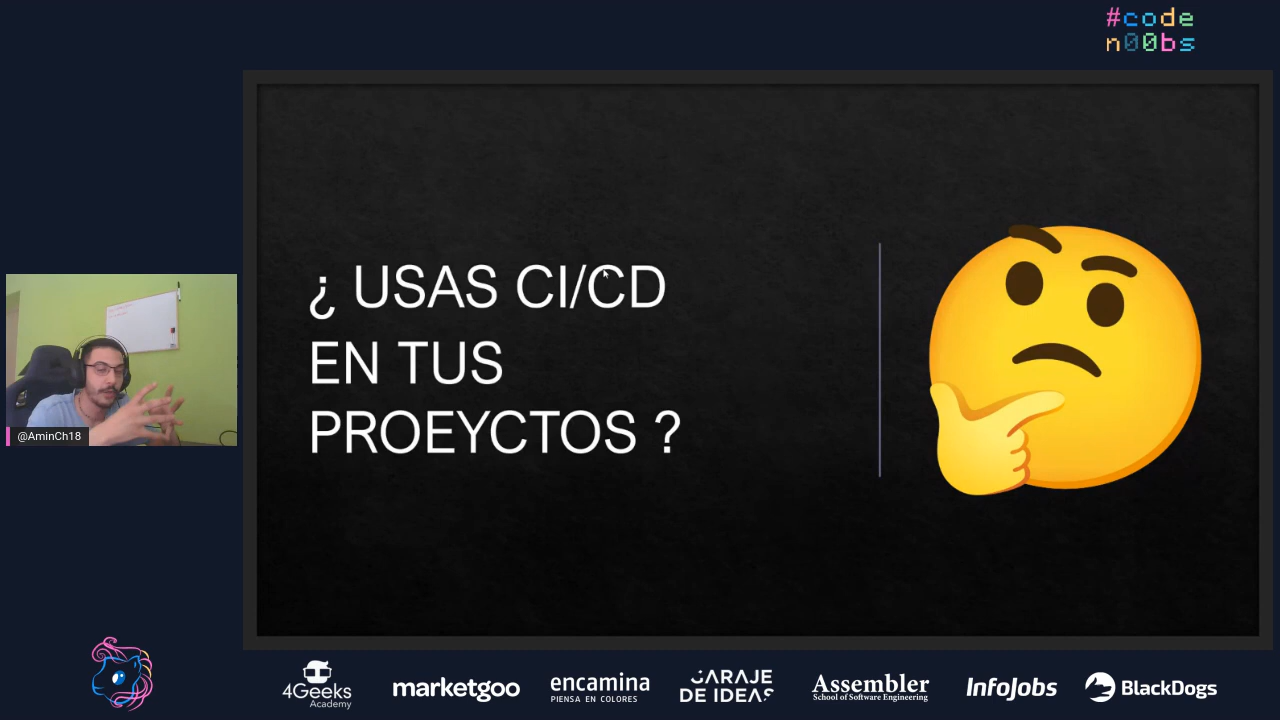 #code
n00bs
¿ USAS CI/CD
EN TUS
PROEYCTOS ?
@AminCh18
4Geeks
Academy
marketgoo
encamina
PIENSA EN COLORES
GARAJE
DE IDEAS
Assembler
School of Software Engineering
InfoJobs
BlackDogs